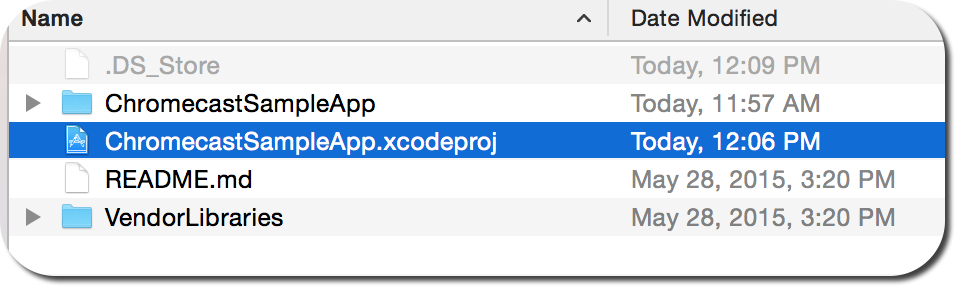 Name Date Modified
.DS_Store Today, 12:09 PM
ChromecastSampleApp Today, 11:57 AM
ChromecastSampleApp.xcodeproj Today, 12:06 PM
README.md May 28, 2015, 3:20 PM
VendorLibraries May 28, 2015, 3:20 PM